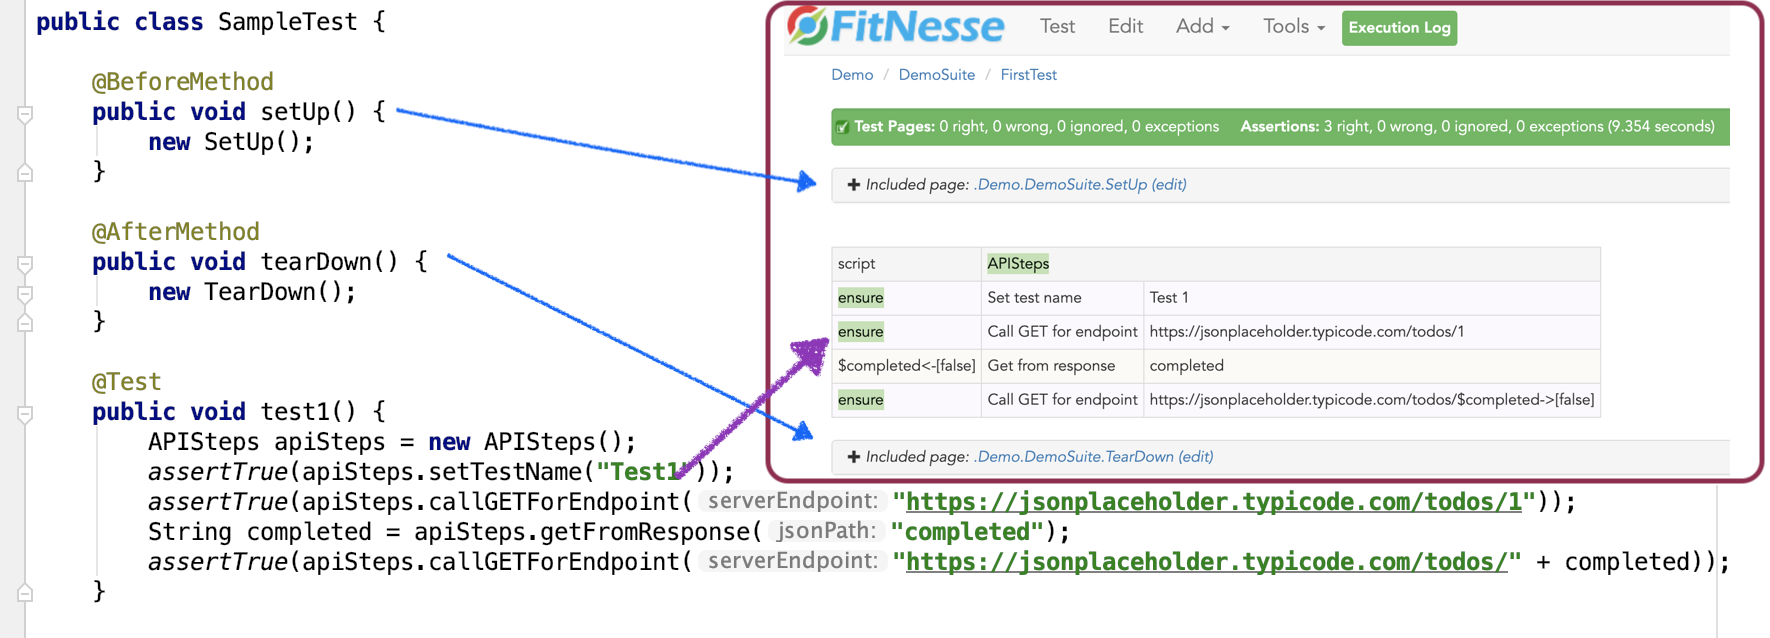 public class SampleTest {
@BeforeMethod
public void setUp() {
new SetUp();
}
@AfterMethod
public void tearDown() {
new TearDown();
}
@Test
public void test1() {
APISteps apiSteps = new APISteps();
assertTrue(apiSteps.setTestName("Test1"));
assertTrue(apiSteps.callGETForEndpoint( serverEndpoint: "https://jsonplaceholder.typicode.com/todos/1"));
String completed = apiSteps.getFromResponse( jsonPath: "completed");
assertTrue(apiSteps.callGETForEndpoint( serverEndpoint: "https://jsonplaceholder.typicode.com/todos/" + completed));
}
FitNesse Test Edit Add Tools Execution Log
Demo / DemoSuite / FirstTest
Test Pages: 0 right, 0 wrong, 0 ignored, 0 exceptions Assertions: 3 right, 0 wrong, 0 ignored, 0 exceptions (9.354 seconds)
Included page: .Demo.DemoSuite.SetUp (edit)
script APISteps
ensure Set test name Test 1
ensure Call GET for endpoint https://jsonplaceholder.typicode.com/todos/1
$completed<-[false] Get from response completed
ensure Call GET for endpoint https://jsonplaceholder.typicode.com/todos/$completed->[false]
Included page: .Demo.DemoSuite.TearDown (edit)